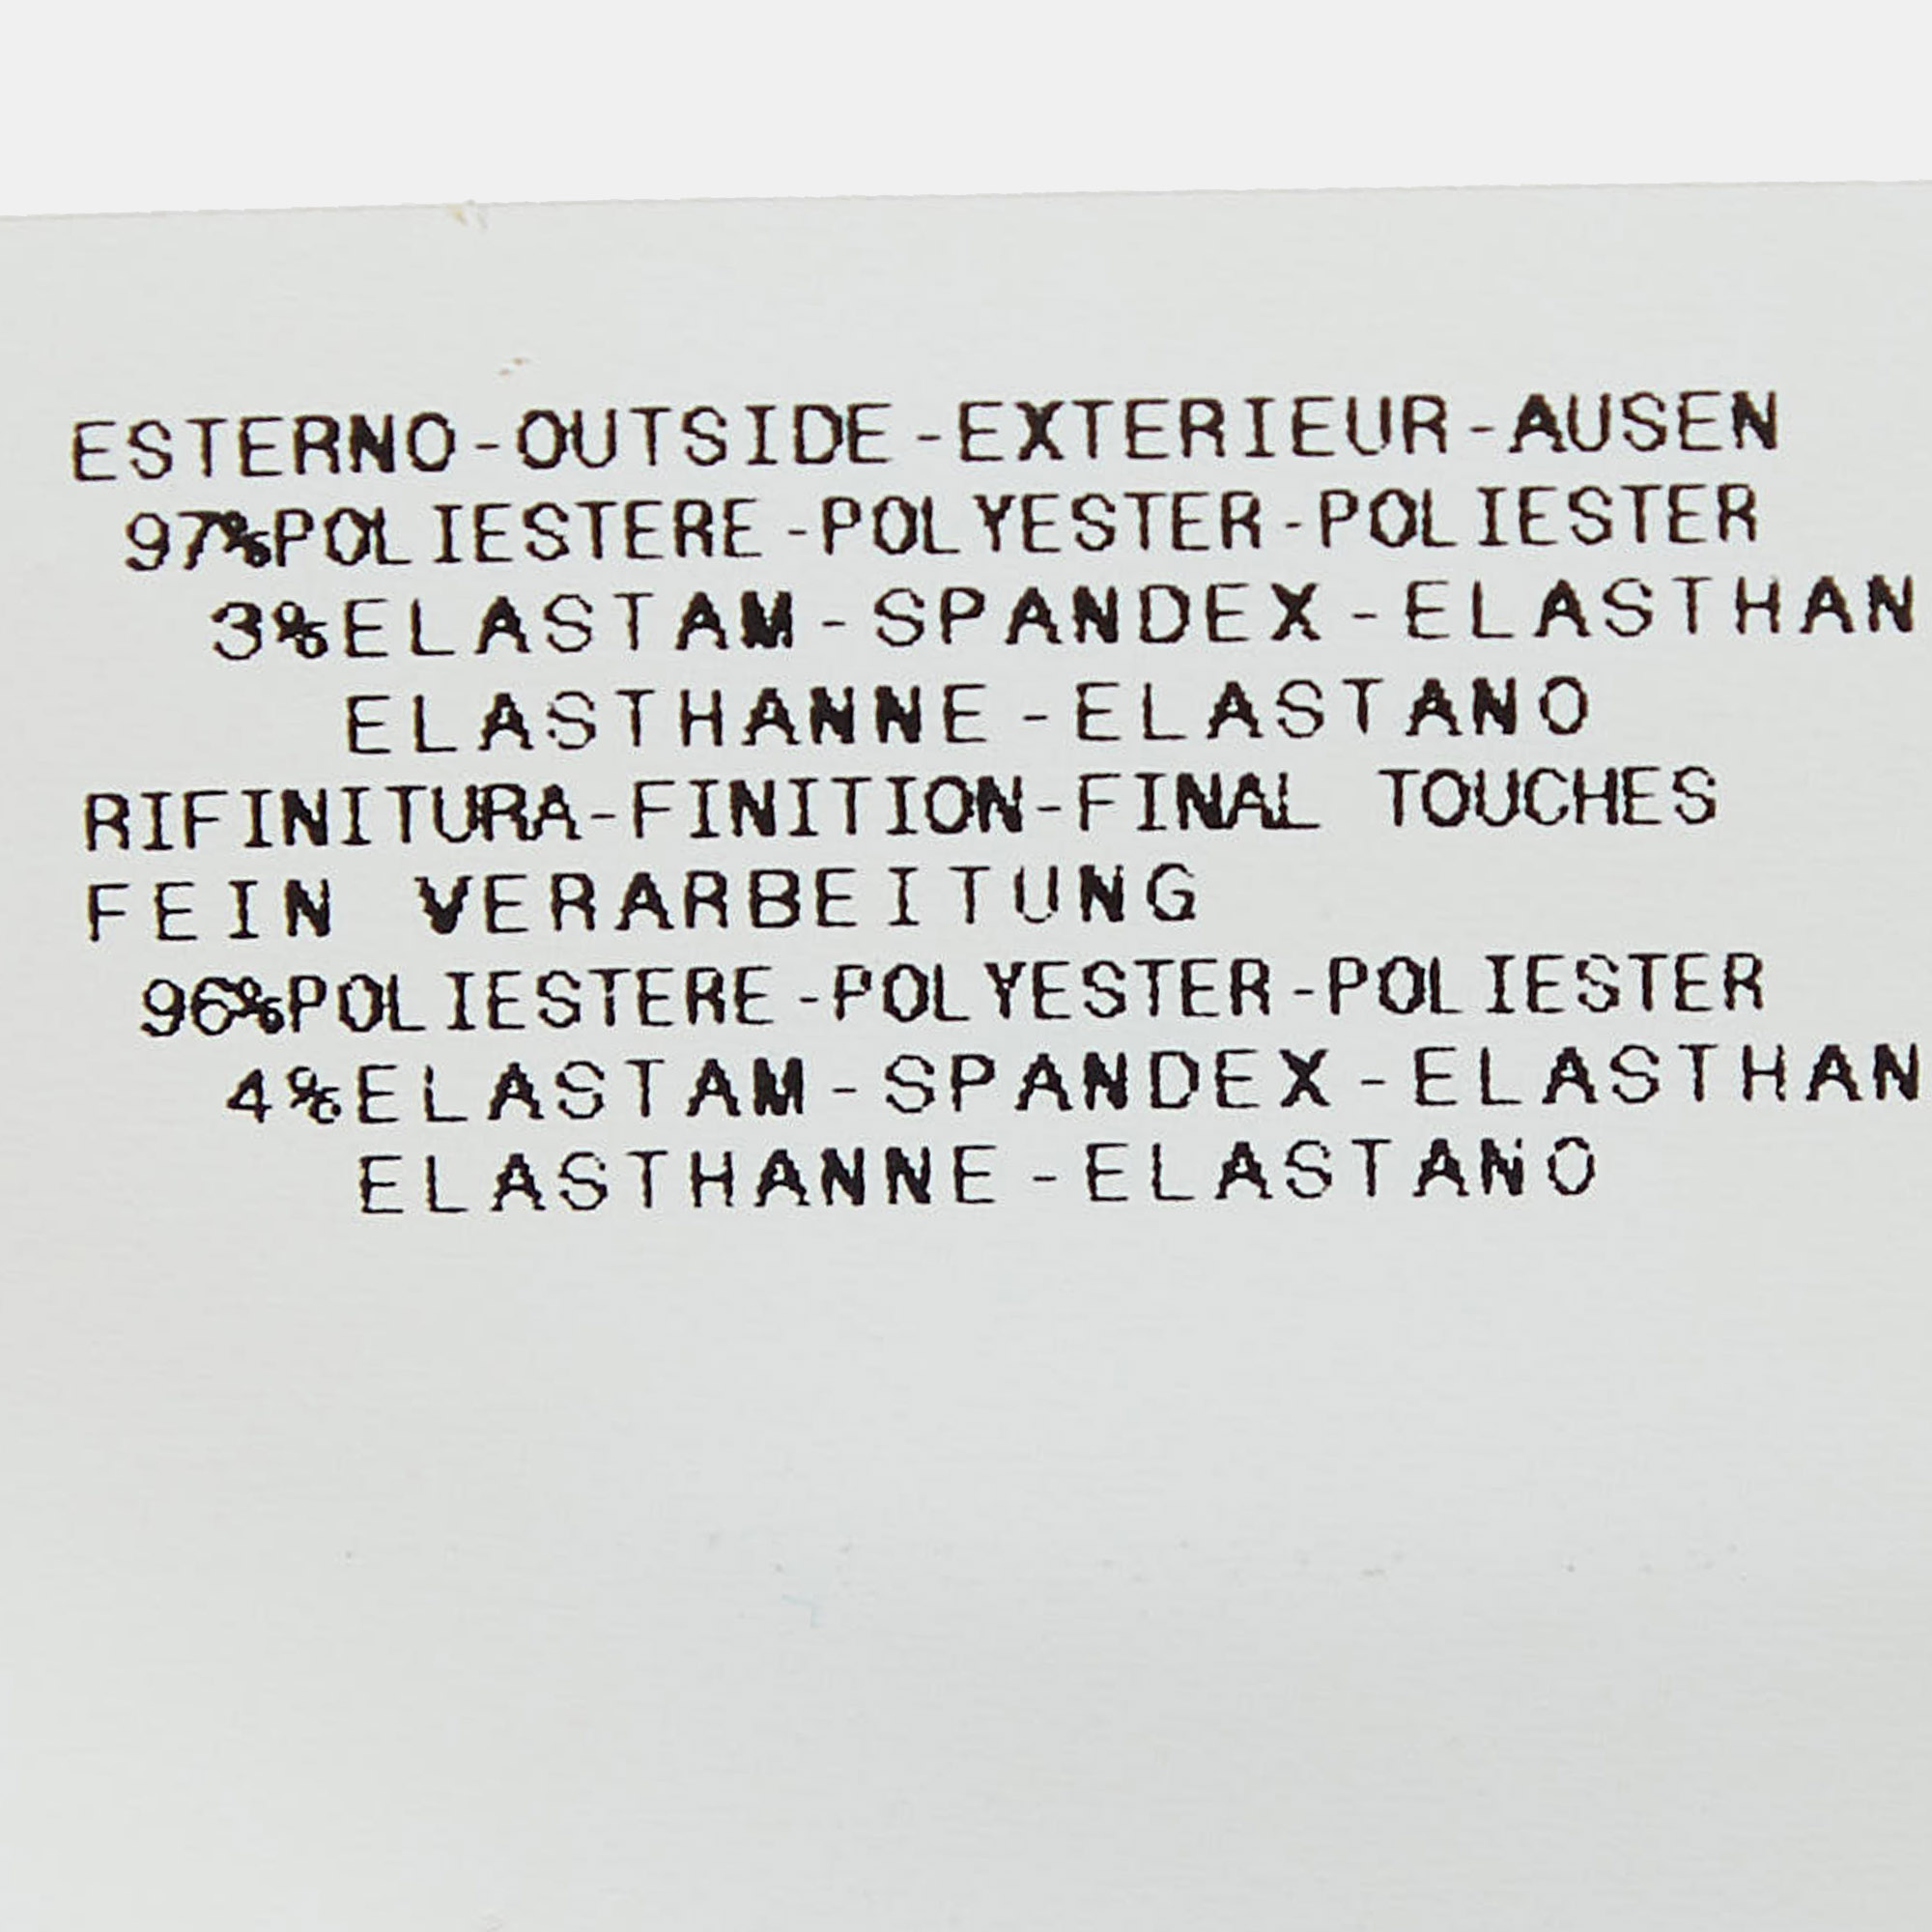 ESTERNO-OUTSIDE-EXTERIEUR-AUSEN
97%POLIESTERE-POLYESTER-POLIESTER
3%ELASTAM-SPANDEX-ELASTHAN
ELASTHANNE-ELASTANO
RIFINITURA-FINITION-FINAL TOUCHES
FEIN VERARBEITUNG
96%POLIESTERE-POLYESTER-POLIESTER
4%ELASTAM-SPANDEX-ELASTHAN
ELASTHANNE-ELASTANO